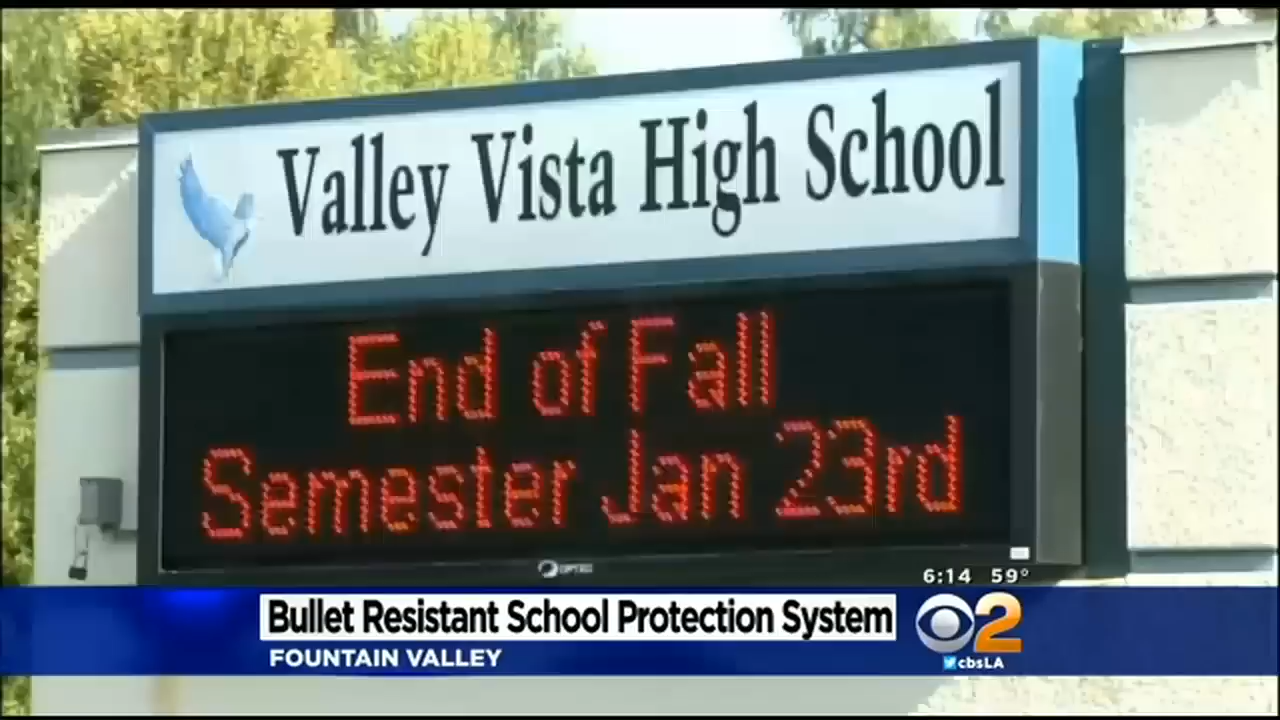 Valley Vista High School
End of Fall
Semester Jan 23rd
6:14 59°
Bullet Resistant School Protection System
2
FOUNTAIN VALLEY
cbsLA